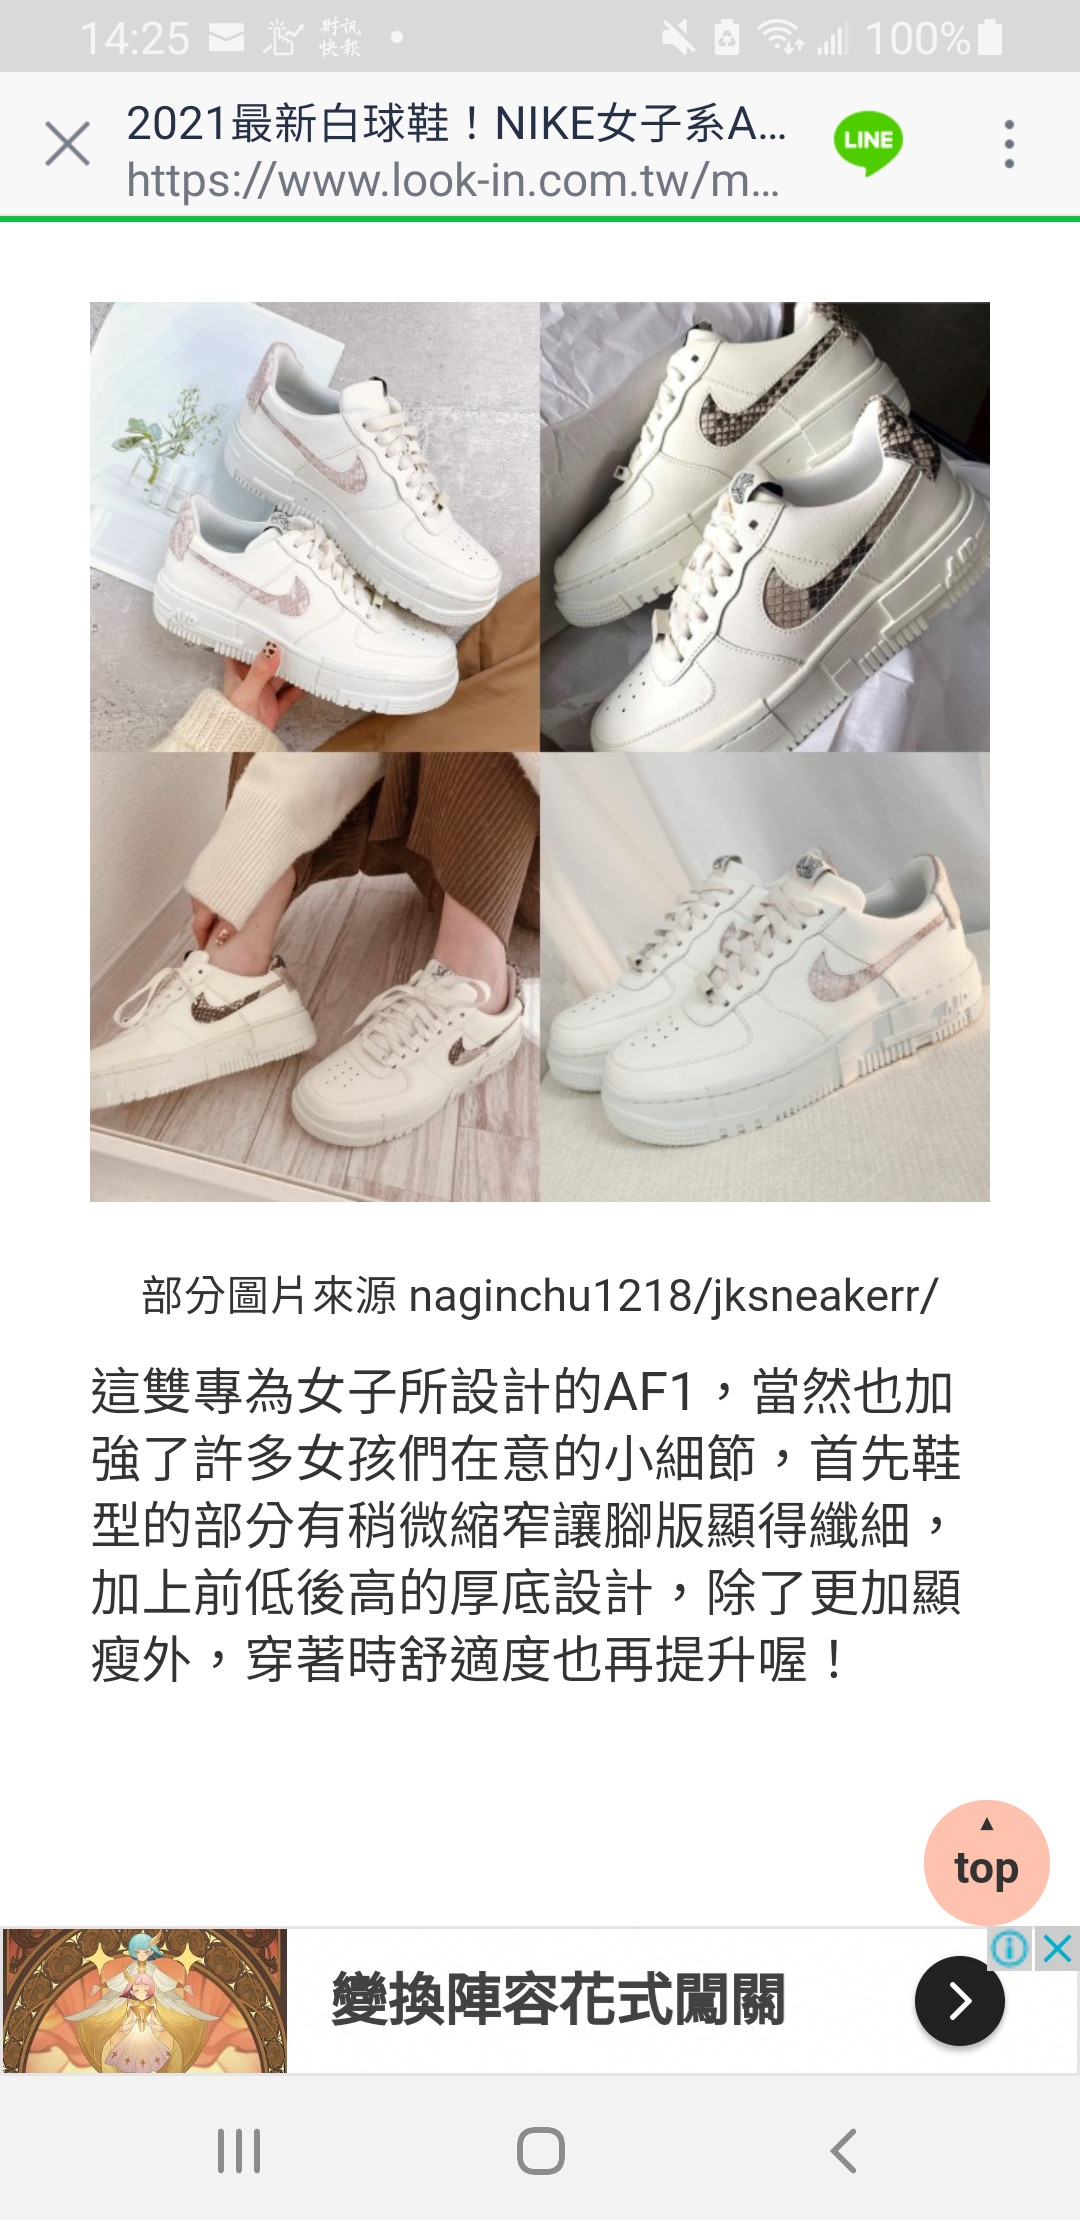 14:25 財訊快報 100%
2021最新白球鞋！NIKE女子系A...
LINE
https://www.look-in.com.tw/m...
部分圖片來源 naginchu1218/jksneakerr/
這雙專為女子所設計的AF1，當然也加
強了許多女孩們在意的小細節，首先鞋
型的部分有稍微縮窄讓腳版顯得纖細，
加上前低後高的厚底設計，除了更加顯
瘦外，穿著時舒適度也再提升喔！
▲
top
變換陣容花式闖關